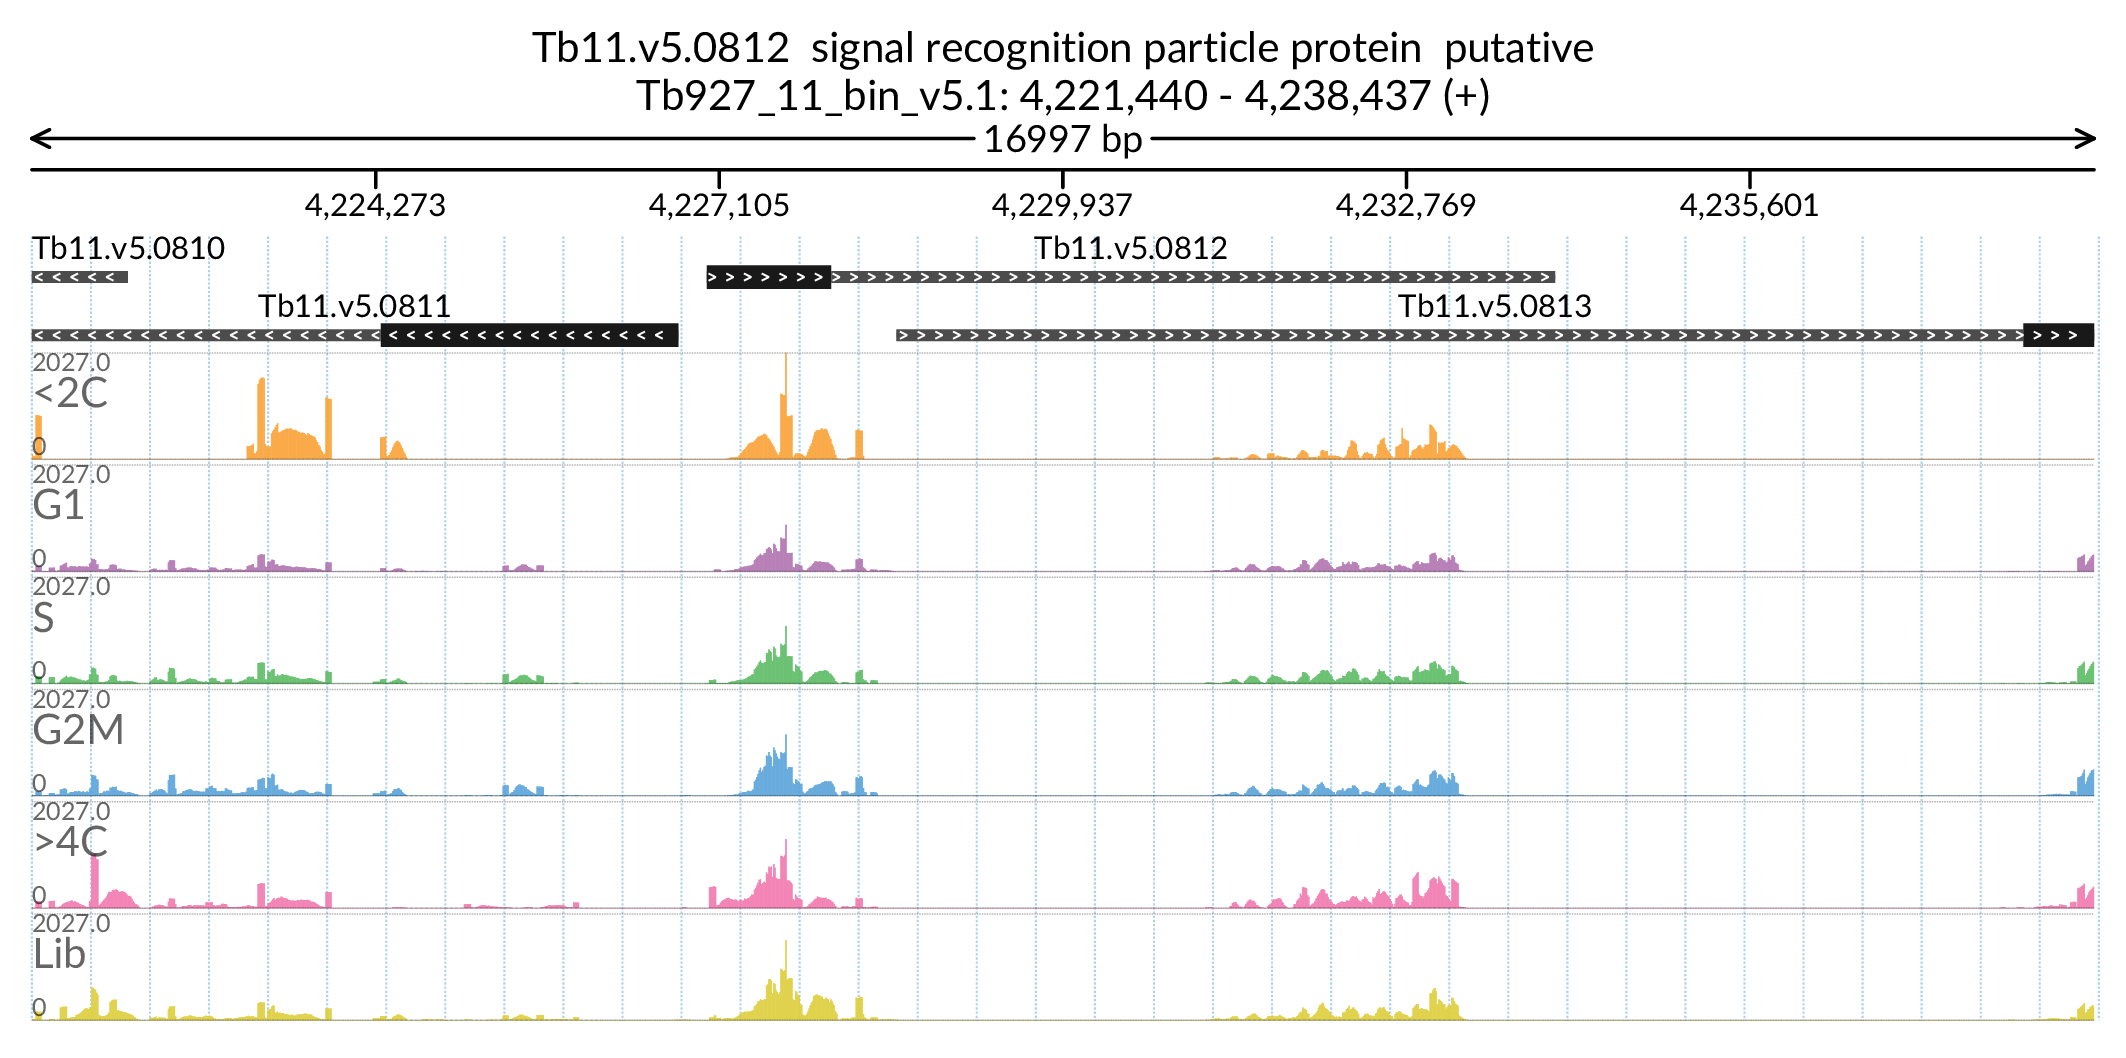 Tb11.v5.0812  signal recognition particle protein  putative
Tb927_11_bin_v5.1: 4,221,440 - 4,238,437 (+)
16997 bp
4,224,273 4,227,105 4,229,937 4,232,769 4,235,601
Tb11.v5.0810 Tb11.v5.0812
Tb11.v5.0811 Tb11.v5.0813
2027.0
<2C
0
2027.0
G1
0
2027.0
S
0
2027.0
G2M
0
2027.0
>4C
0
2027.0
Lib
0